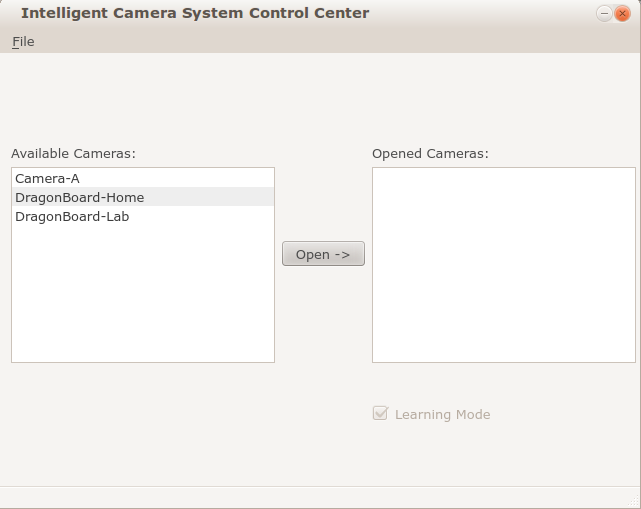 Intelligent Camera System Control Center
File
Available Cameras:
Opened Cameras:
Camera-A
DragonBoard-Home
DragonBoard-Lab
Open ->
Learning Mode